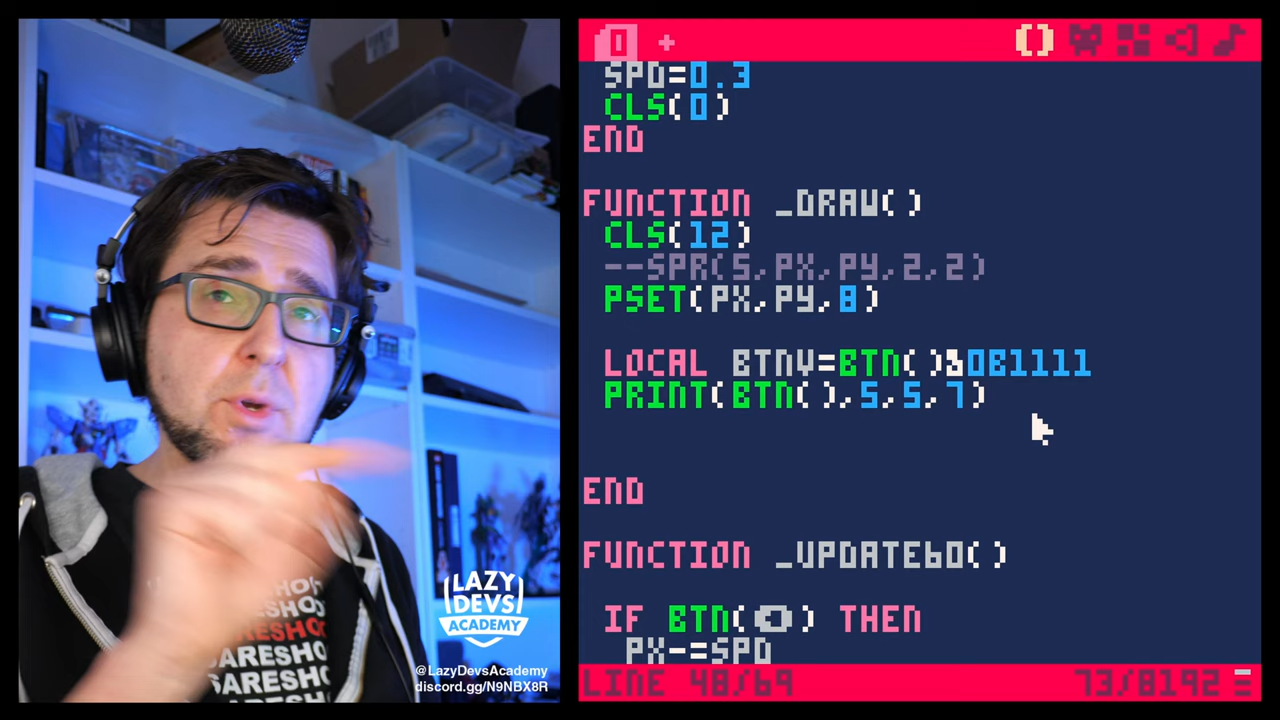 SPD=0.3
CLS(0)
END
FUNCTION _DRAW()
CLS(12)
--SPR(5,PX,PY,2,2)
PSET(PX,PY,8)
LOCAL BTNV=BTN()&0B1111
PRINT(BTN(),5,5,7)
END
FUNCTION _UPDATE60()
IF BTN(⬅️) THEN
PX-=SPD
LINE 48/69
73/8192
LAZY
DEVS
ACADEMY
@LazyDevsAcademy
discord.gg/N9NBX8R